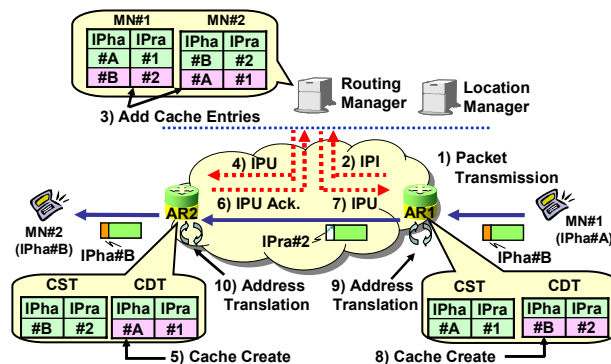 MN#1 MN#2
IPha IPra IPha IPra
#A #1 #B #2
#B #2 #A #1
3) Add Cache Entries
Routing
Manager
Location
Manager
4) IPU
2) IPI
1) Packet
Transmission
6) IPU Ack.
7) IPU
AR2
AR1
MN#2
(IPha#B)
MN#1
(IPha#A)
IPha#B
IPra#2
IPha#B
10) Address
Translation
9) Address
Translation
CST CDT
IPha IPra IPha IPra
#B #2 #A #1
5) Cache Create
CST CDT
IPha IPra IPha IPra
#A #1 #B #2
8) Cache Create